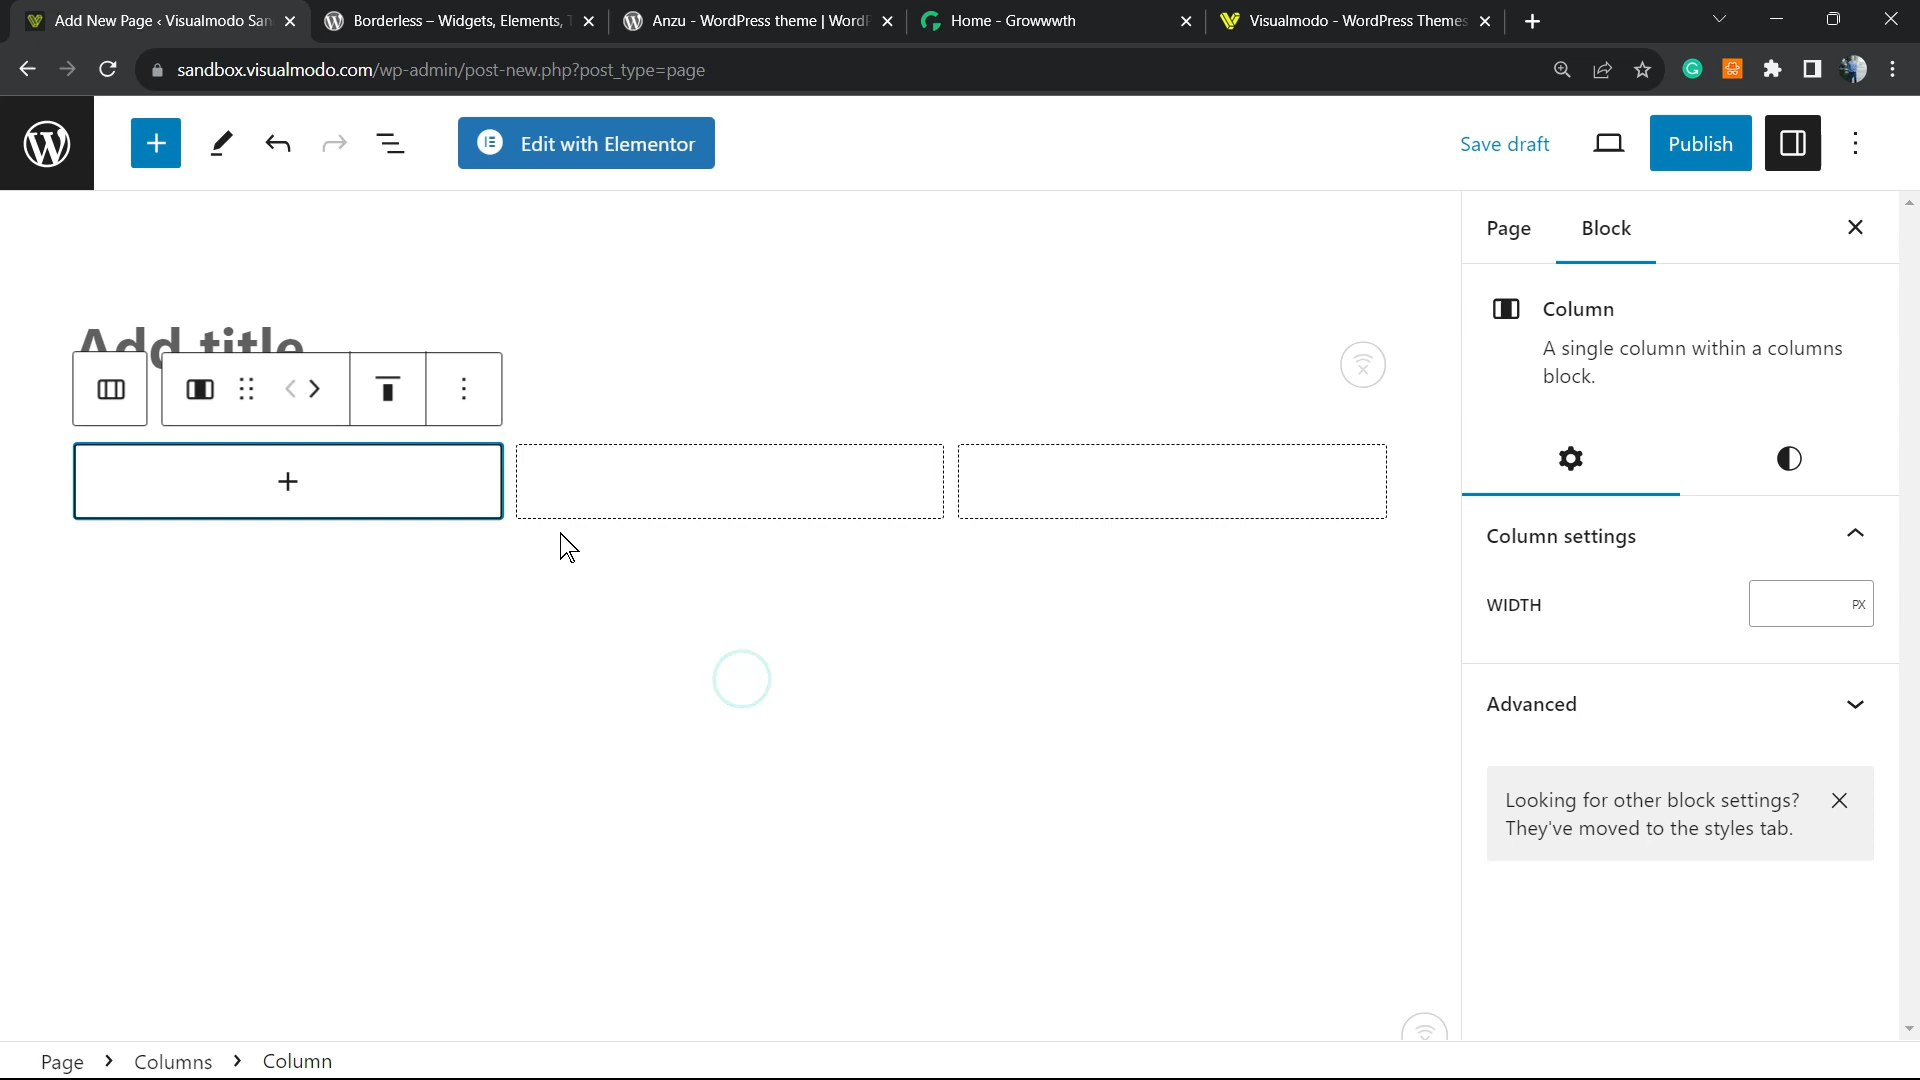 Add New Page ‹ Visualmodo San
Borderless – Widgets, Elements, T
Anzu - WordPress theme | WordP
Home - Growwwth
Visualmodo - WordPress Themes
sandbox.visualmodo.com/wp-admin/post-new.php?post_type=page
Edit with Elementor
Save draft
Publish
Page
Block
Column
A single column within a columns
block.
Add title
Column settings
WIDTH
PX
Advanced
Looking for other block settings?
They've moved to the styles tab.
Page > Columns > Column